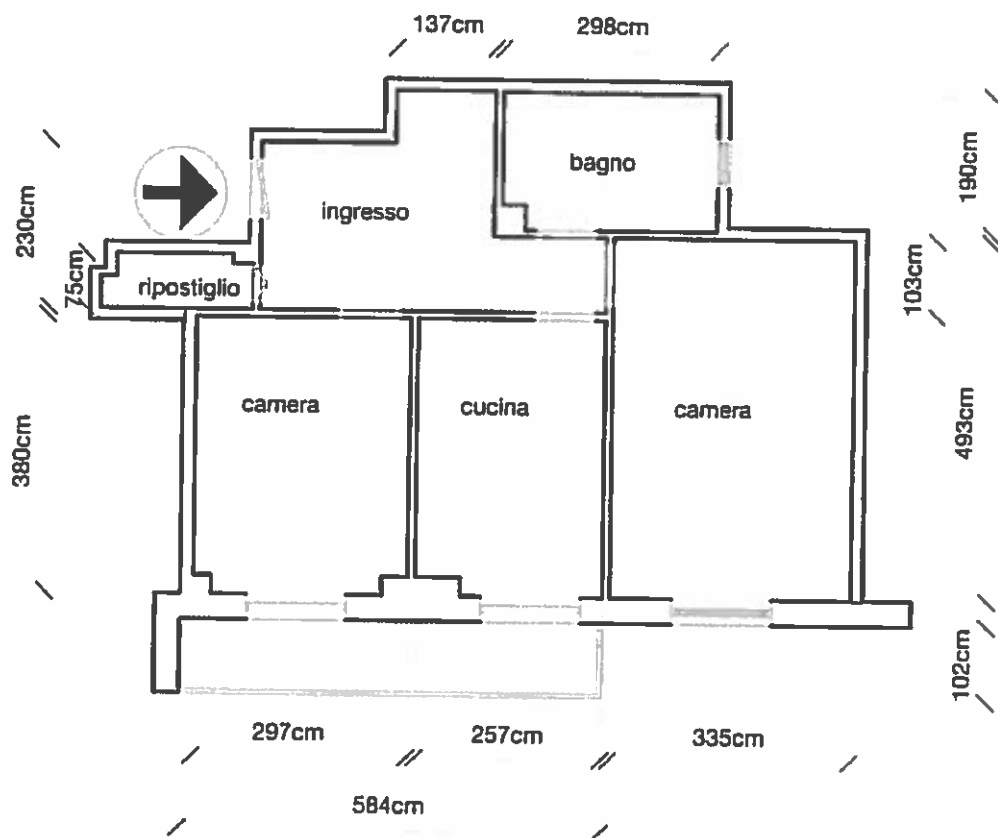 137cm
298cm
bagno
190cm
230cm
ingresso
75cm
ripostiglio
103cm
camera
cucina
camera
380cm
493cm
102cm
297cm
257cm
335cm
584cm